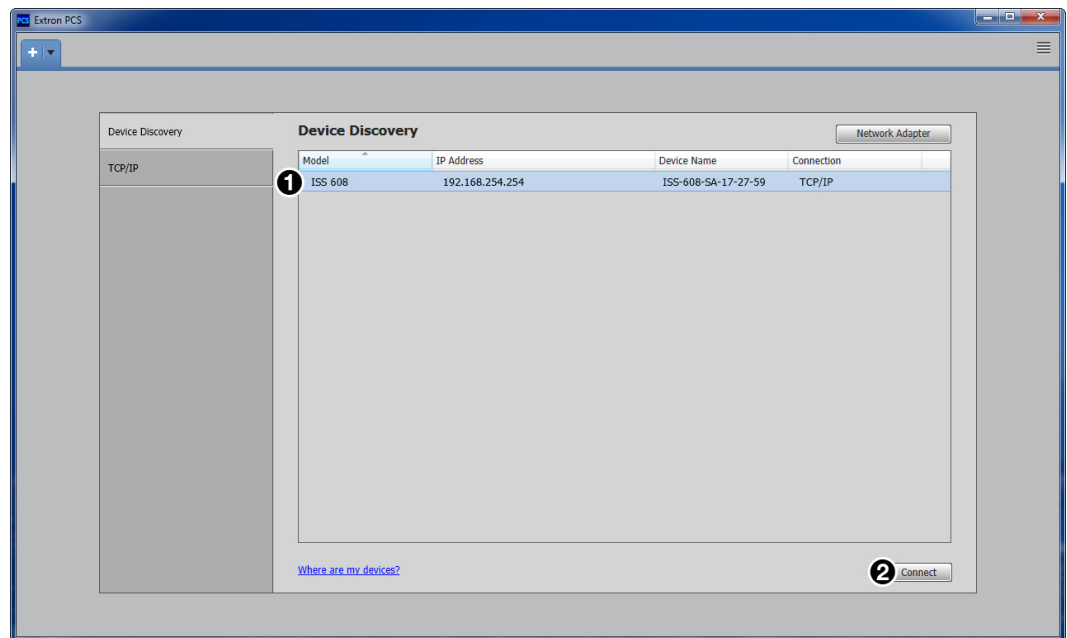 PCS Extron PCS
Device Discovery
TCP/IP
Device Discovery
Network Adapter
Model IP Address Device Name Connection
1 ISS 608 192.168.254.254 ISS-608-SA-17-27-59 TCP/IP
Where are my devices?
2 Connect